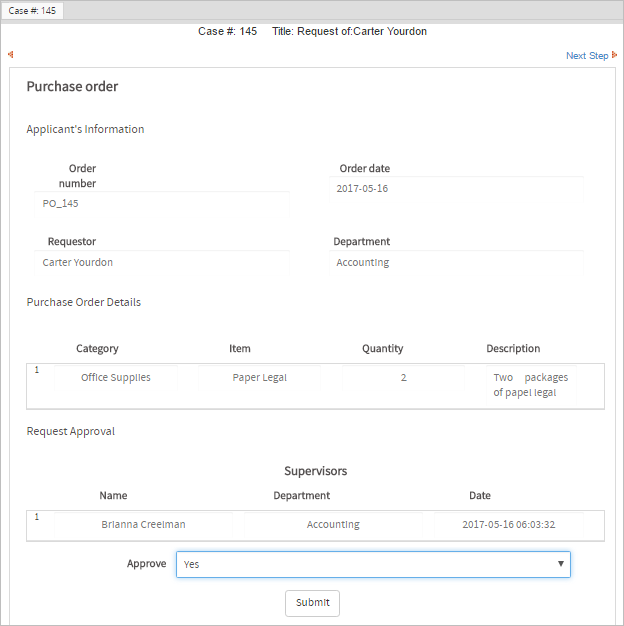 Case #: 145
Case #: 145 Title: Request of:Carter Yourdon
Next Step
Purchase order
Applicant's Information
Order number
Order date
PO_145
2017-05-16
Requestor
Department
Carter Yourdon
Accounting
Purchase Order Details
Category Item Quantity Description
1 Office Supplies Paper Legal 2 Two packages
of papel legal
Request Approval
Supervisors
Name Department Date
1 Brianna Creelman Accounting 2017-05-16 06:03:32
Approve Yes
Submit